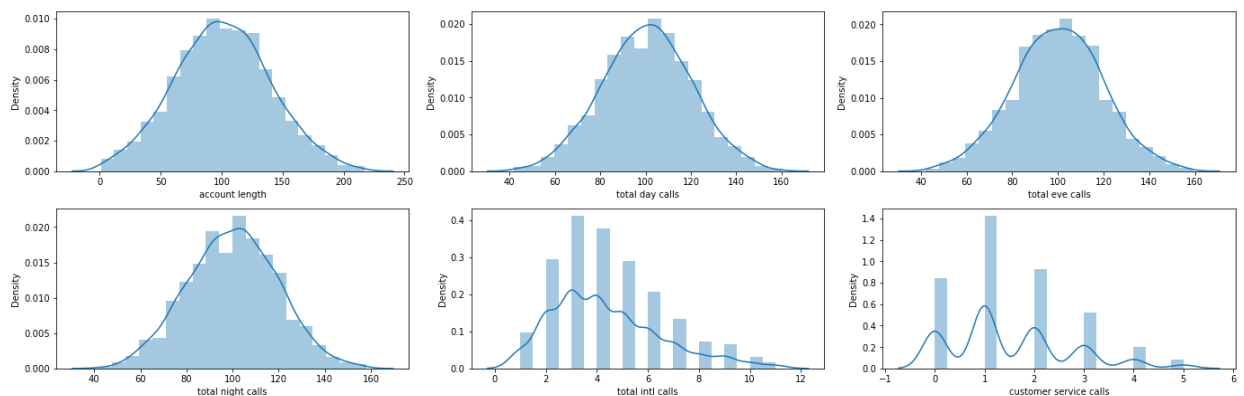 0.010
0.008
0.006
0.004
0.002
0.000
Density
0 50 100 150 200 250
account length
0.020
0.015
0.010
0.005
0.000
Density
40 60 80 100 120 140 160
total day calls
0.020
0.015
0.010
0.005
0.000
Density
40 60 80 100 120 140 160
total eve calls
0.020
0.015
0.010
0.005
0.000
Density
40 60 80 100 120 140 160
total night calls
0.4
0.3
0.2
0.1
0.0
Density
0 2 4 6 8 10 12
total intl calls
1.4
1.2
1.0
0.8
0.6
0.4
0.2
0.0
Density
−1 0 1 2 3 4 5 6
customer service calls